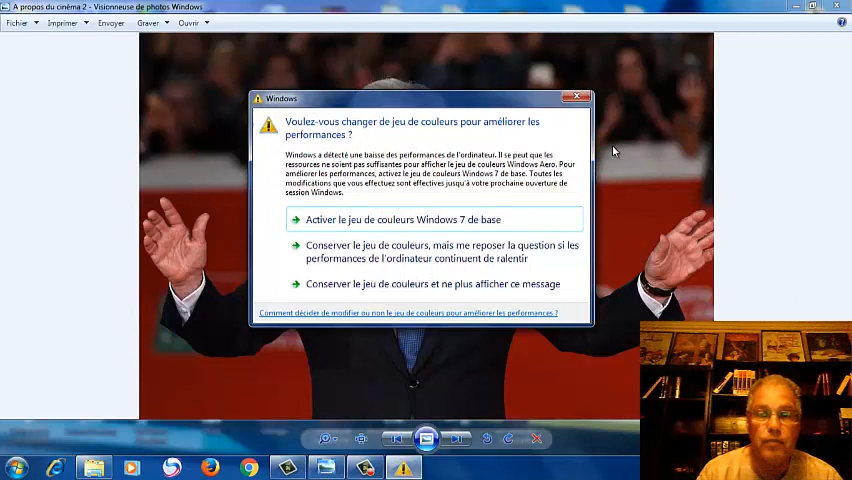 A propos du cinéma 2 - Visionneuse de photos Windows
Fichier Imprimer Envoyer Graver Ouvrir
Windows
Voulez-vous changer de jeu de couleurs pour améliorer les
performances ?
Windows a détecté une baisse des performances de l'ordinateur. Il se peut que les
ressources ne soient pas suffisantes pour afficher le jeu de couleurs Windows Aero. Pour
améliorer les performances, activez le jeu de couleurs Windows 7 de base. Toutes les
modifications que vous effectuez sont effectives jusqu'à votre prochaine ouverture de
session Windows.
Activer le jeu de couleurs Windows 7 de base
Conserver le jeu de couleurs, mais me reposer la question si les
performances de l'ordinateur continuent de ralentir
Conserver le jeu de couleurs et ne plus afficher ce message
Comment décider de modifier ou non le jeu de couleurs pour améliorer les performances ?